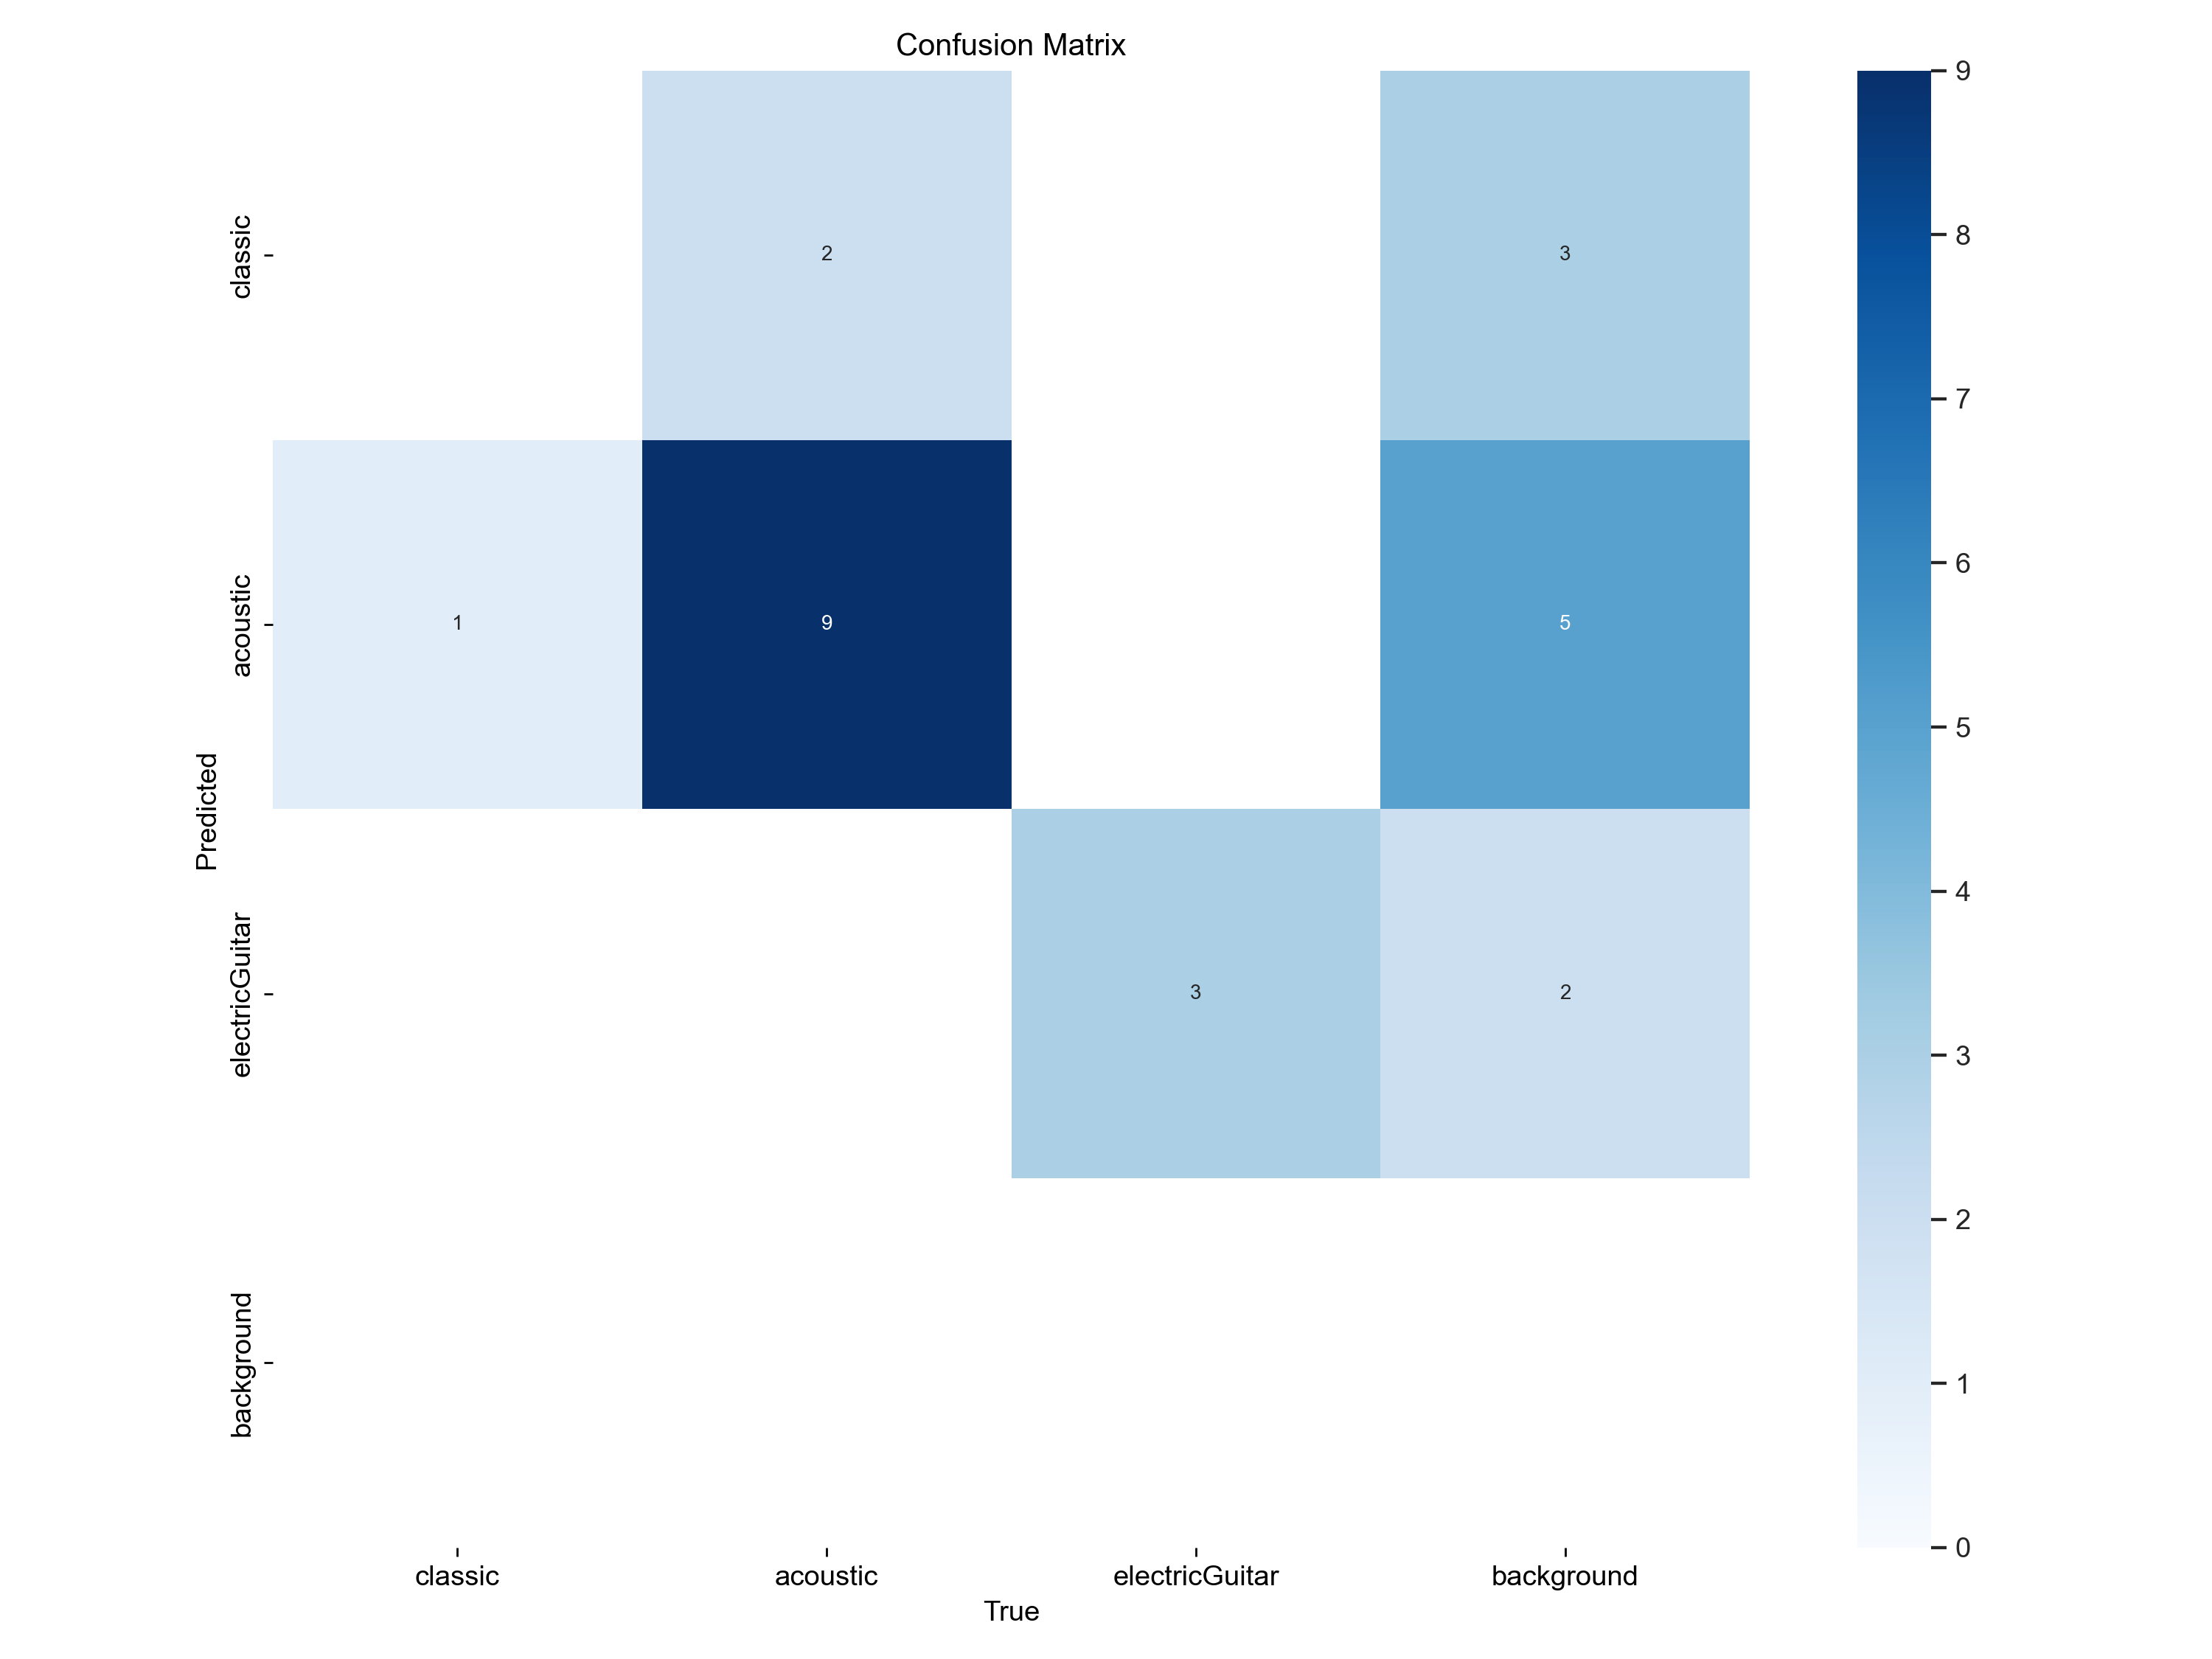 Confusion Matrix
classic
acoustic
electricGuitar
background
Predicted
2
3
1
9
5
3
2
classic
acoustic
electricGuitar
background
True
9
8
7
6
5
4
3
2
1
0